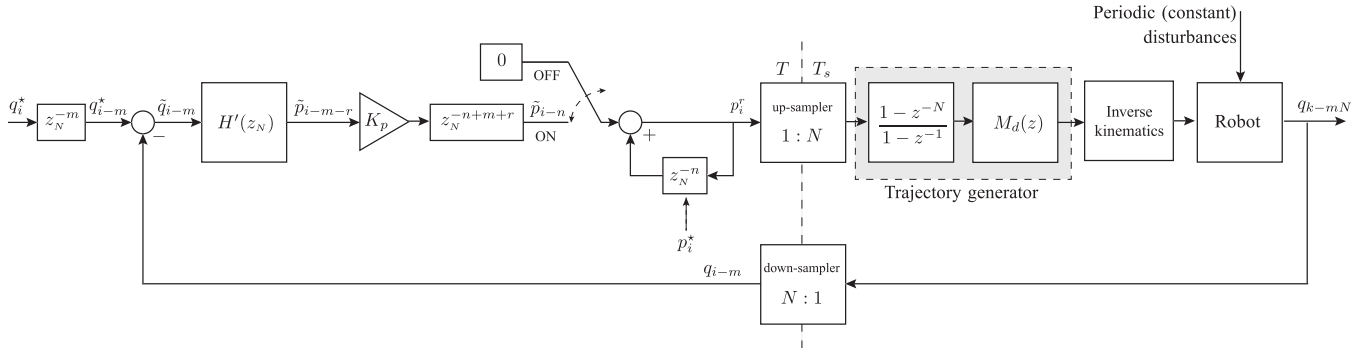 Periodic (constant)
disturbances
0
OFF
T
T_s
q_i^⋆
z_N^{-m}
q_{i-m}^⋆
−
q̃_{i-m}
H′(z_N)
p̃_{i-m-r}
K_p
z_N^{-n+m+r}
p̃_{i-n}
ON
+
p_i^r
up-sampler
1 : N
1−z^{-N}
1−z^{-1}
M_d(z)
Inverse
kinematics
Robot
q_{k-mN}
z_N^{-n}
Trajectory generator
p_i^⋆
q_{i-m}
down-sampler
N : 1